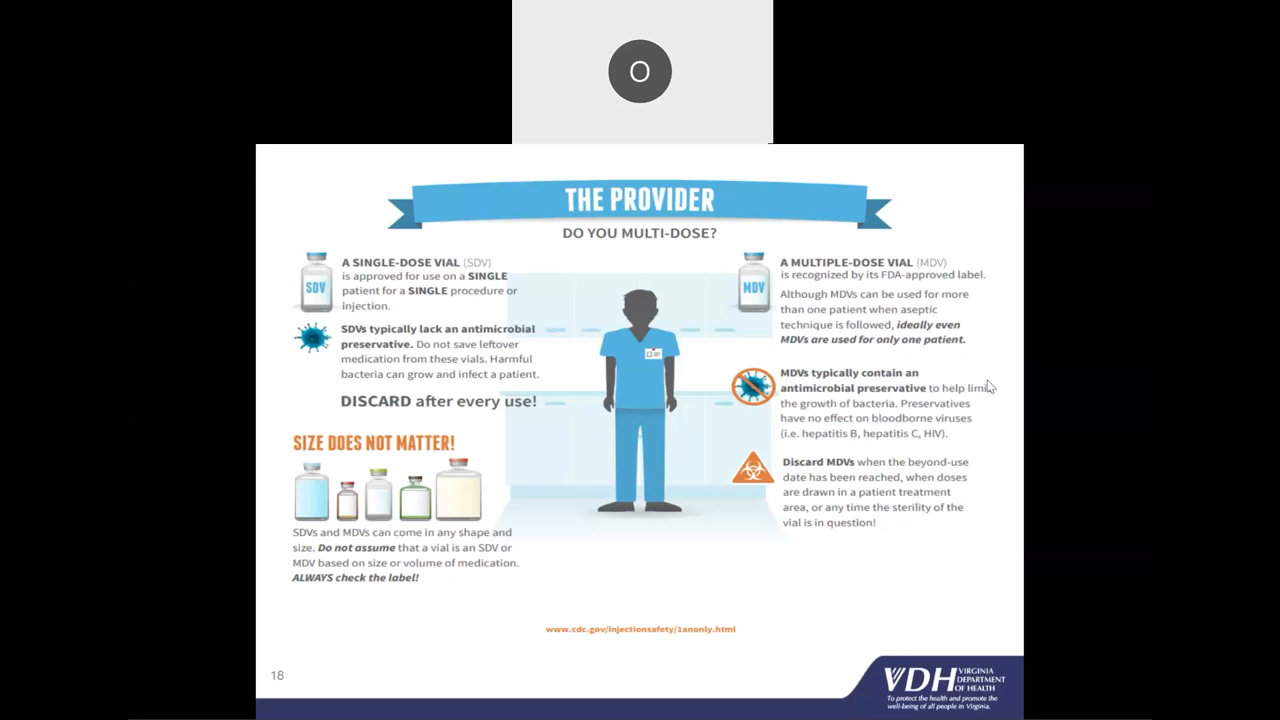 O
THE PROVIDER
DO YOU MULTI-DOSE?
SDV
A SINGLE-DOSE VIAL (SDV)
is approved for use on a SINGLE
patient for a SINGLE procedure or
injection.
SDVs typically lack an antimicrobial
preservative. Do not save leftover
medication from these vials. Harmful
bacteria can grow and infect a patient.
DISCARD after every use!
SIZE DOES NOT MATTER!
SDVs and MDVs can come in any shape and
size. Do not assume that a vial is an SDV or
MDV based on size or volume of medication.
ALWAYS check the label!
MDV
A MULTIPLE-DOSE VIAL (MDV)
is recognized by its FDA-approved label.
Although MDVs can be used for more
than one patient when aseptic
technique is followed, ideally even
MDVs are used for only one patient.
MDVs typically contain an
antimicrobial preservative to help limit
the growth of bacteria. Preservatives
have no effect on bloodborne viruses
(i.e. hepatitis B, hepatitis C, HIV).
Discard MDVs when the beyond-use
date has been reached, when doses
are drawn in a patient treatment
area, or any time the sterility of the
vial is in question!
www.cdc.gov/injectionsafety/1anonly.html
18
VDH VIRGINIA
DEPARTMENT
OF HEALTH
To protect the health and promote the
well-being of all people in Virginia.